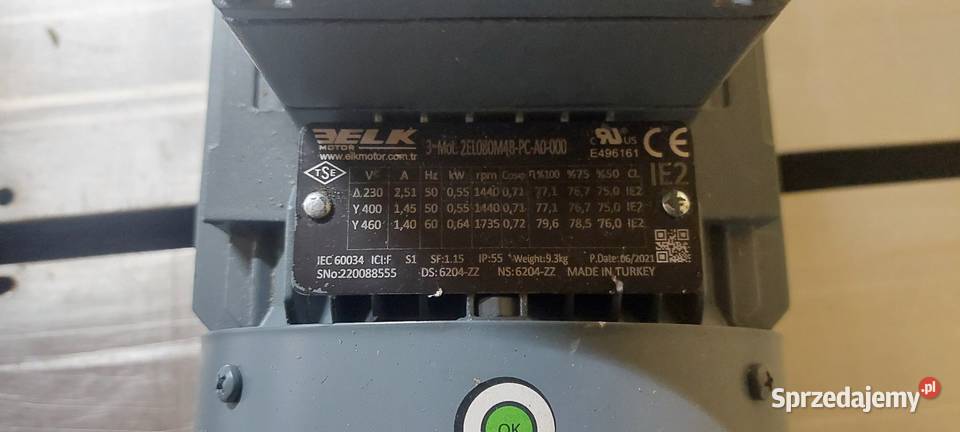 ELK
MOTOR
www.elkmotor.com.tr
3~Mot. 2EL080M4B-PC-A0-000
c UL US
E496161
CE
TSE
V A Hz kW rpm Cosφ η%100 %75 %50 CL
IE2
Δ 230 2,51 50 0,55 1440 0,71 77,1 76,7 75,0 IE2
Y 400 1,45 50 0,55 1440 0,71 77,1 76,7 75,0 IE2
Y 460 1,40 60 0,64 1735 0,72 79,6 78,5 76,0 IE2
IEC 60034 ICl:F S1 SF:1.15 IP:55 Weight:9.3kg P.Date:06/2021
SNo:220088555 DS:6204-ZZ NS:6204-ZZ MADE IN TURKEY
OK
Sprzedajemy.pl